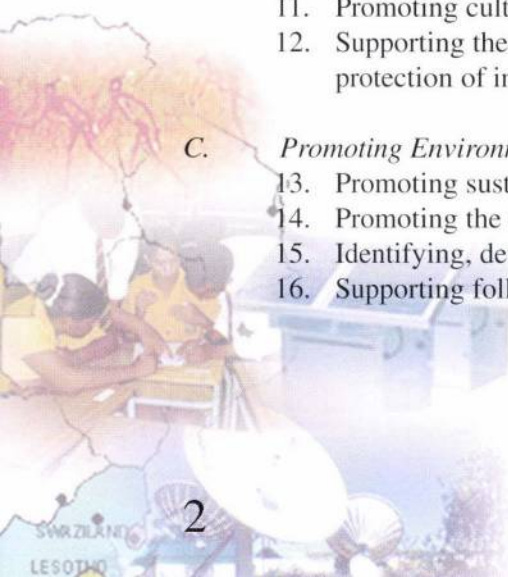 11. Promoting cult
12. Supporting the
protection of in
C. Promoting Environ
13. Promoting sust
14. Promoting the
15. Identifying, de
16. Supporting foll
2
SWAZILAND
LESOTHO